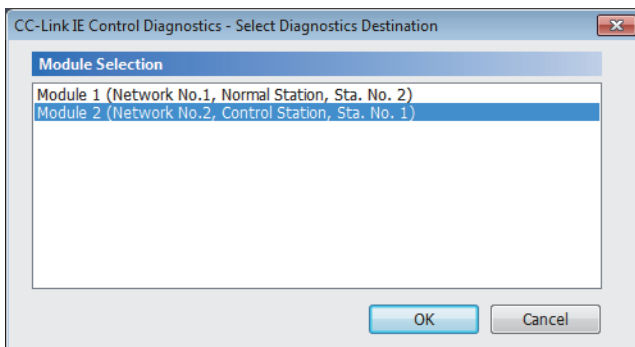 CC-Link IE Control Diagnostics - Select Diagnostics Destination
Module Selection
Module 1 (Network No.1, Normal Station, Sta. No. 2)
Module 2 (Network No.2, Control Station, Sta. No. 1)
OK Cancel